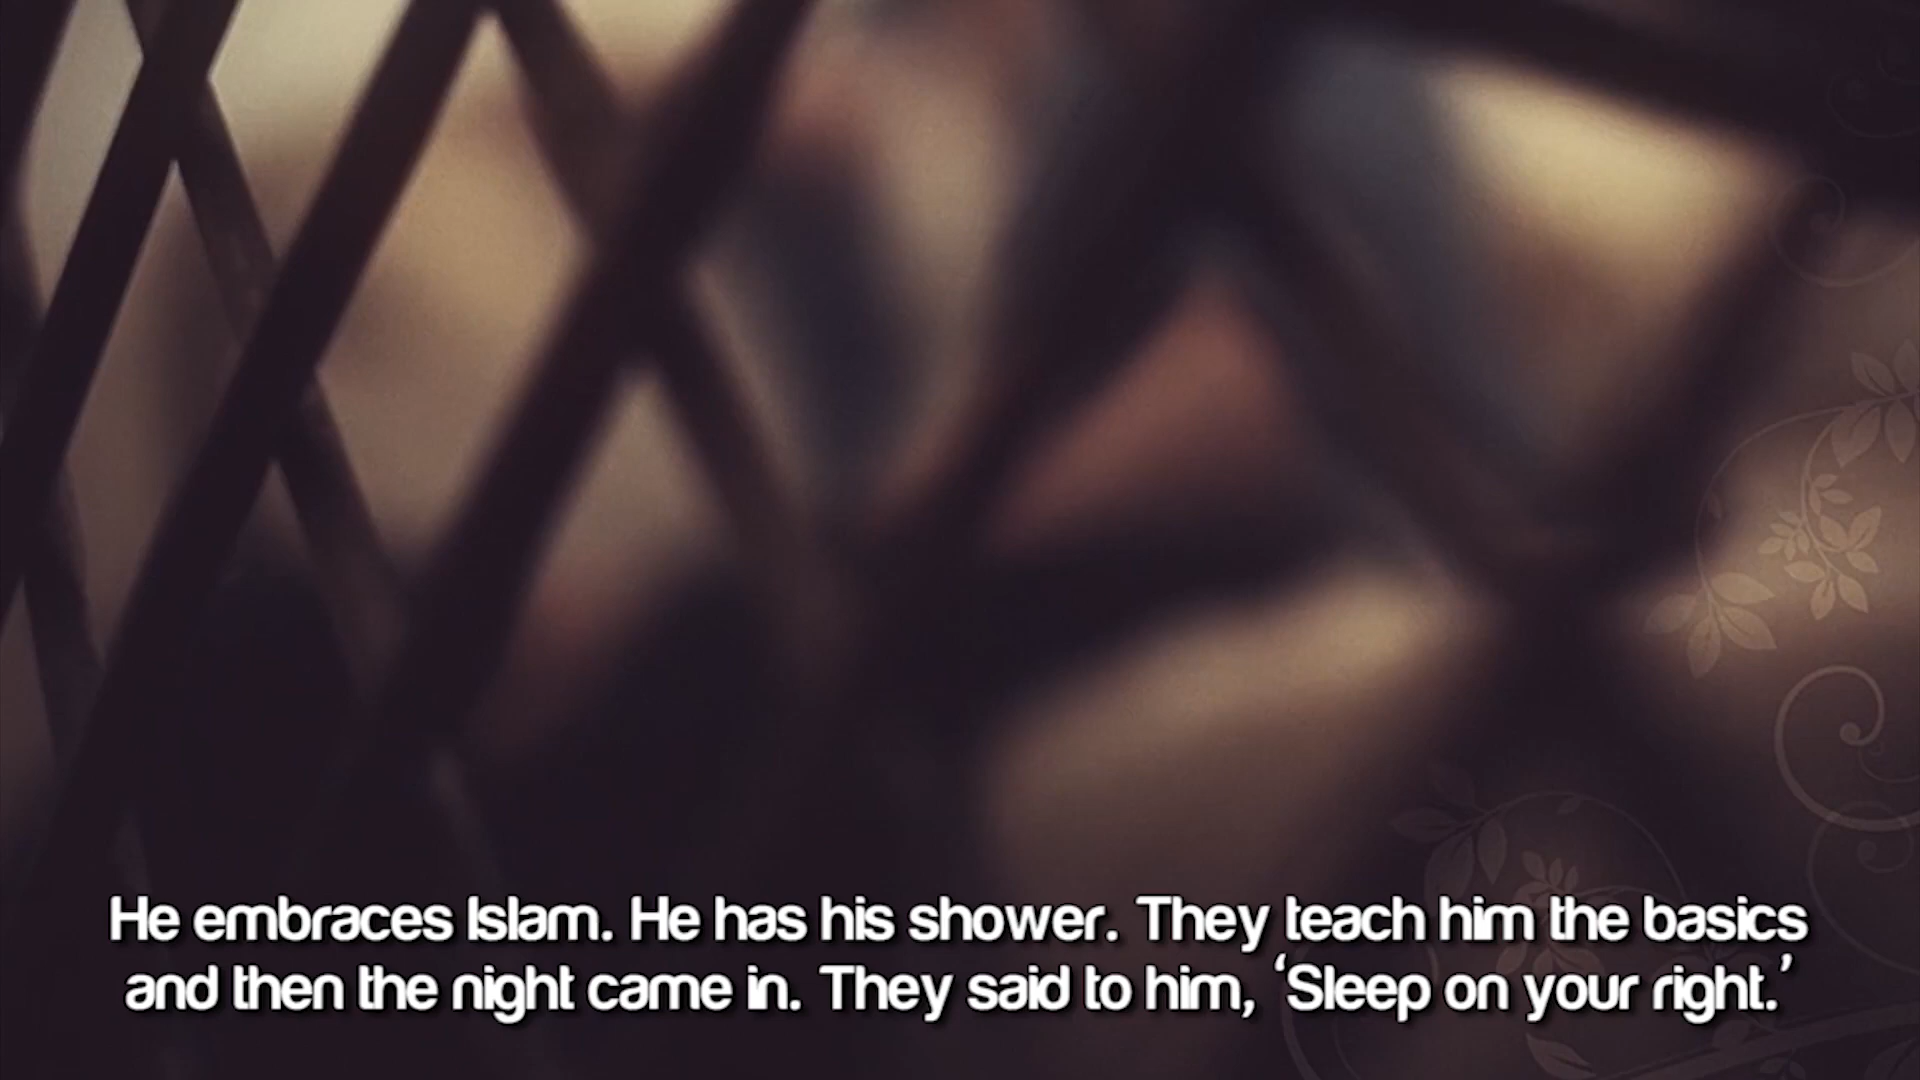 He embraces Islam. He has his shower. They teach him the basics
and then the night came in. They said to him, ‘Sleep on your right.’